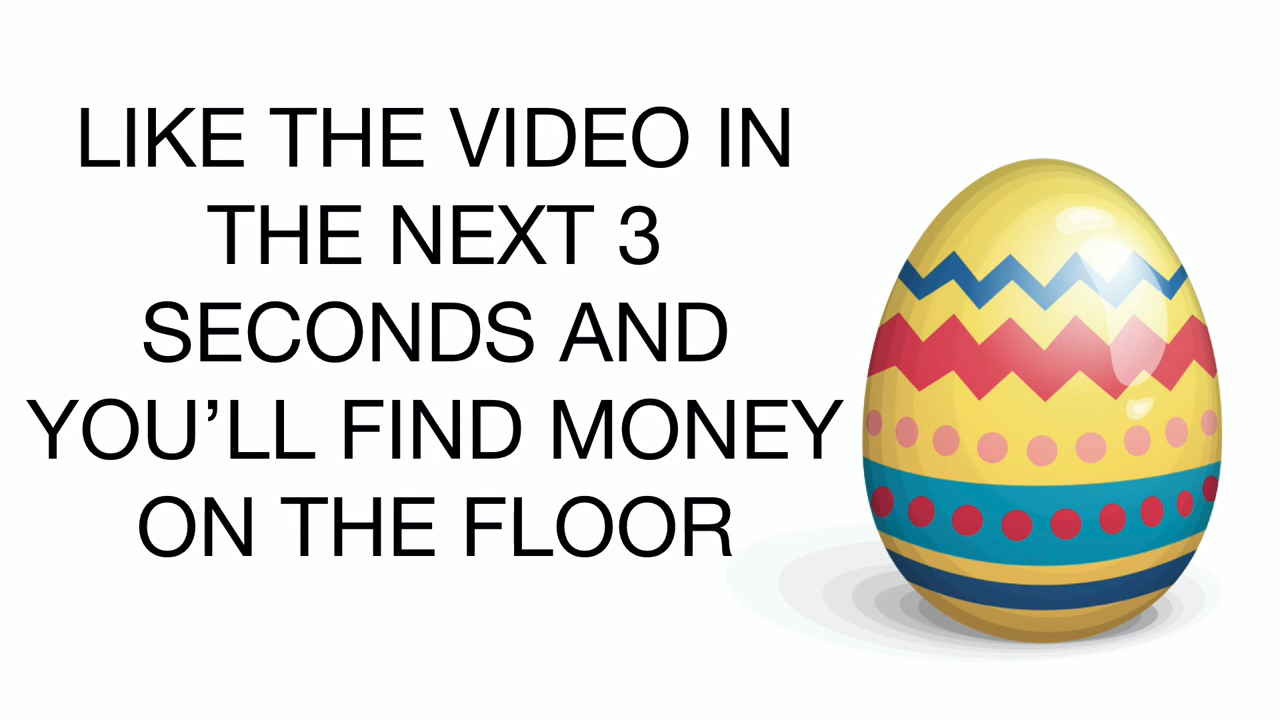 LIKE THE VIDEO IN
THE NEXT 3
SECONDS AND
YOU’LL FIND MONEY
ON THE FLOOR